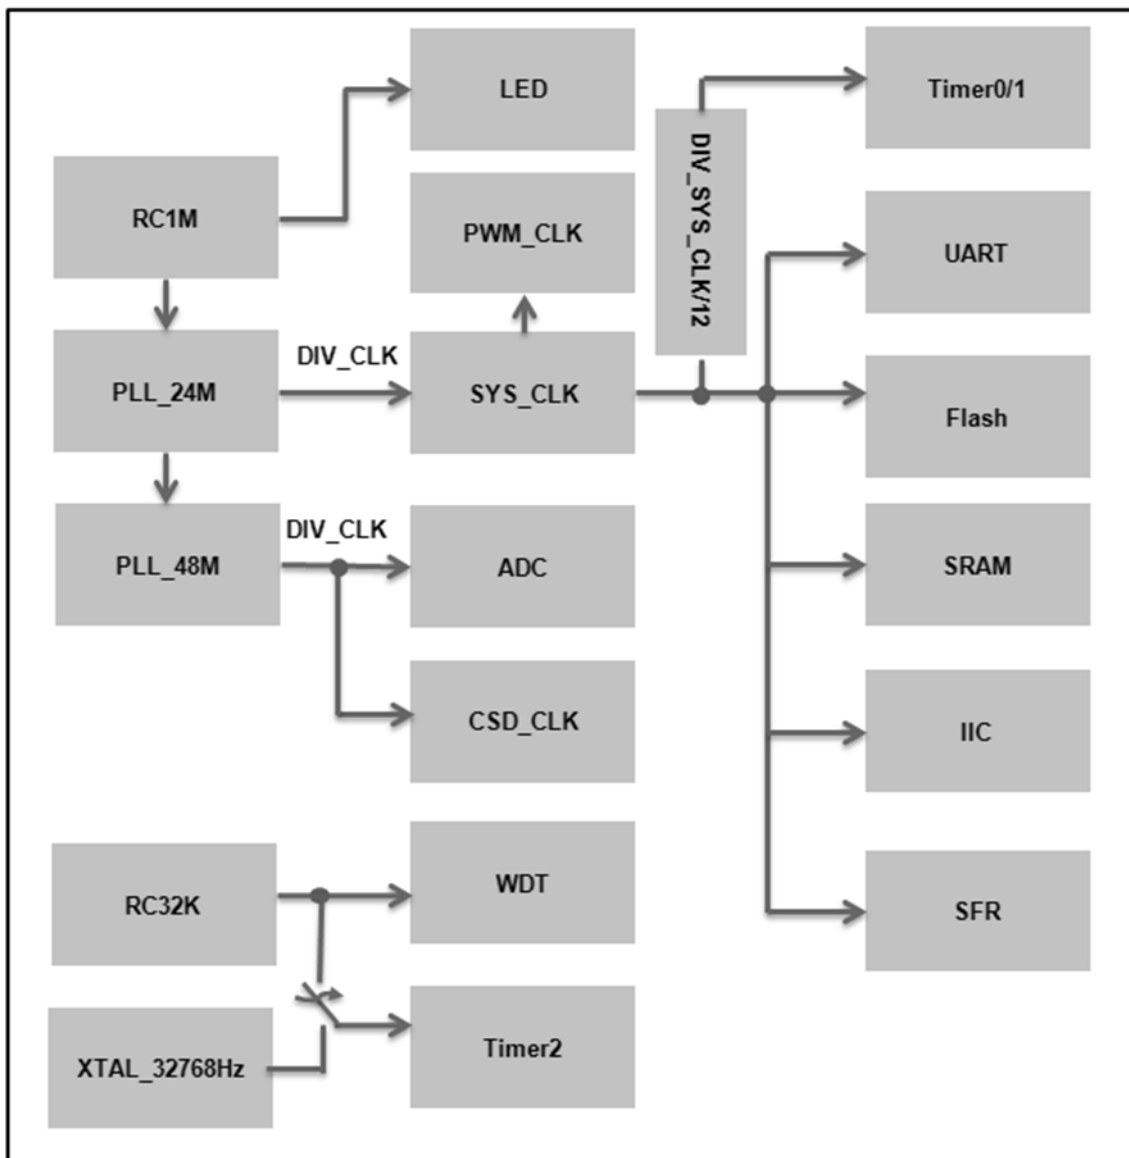 LED
Timer0/1
DIV_SYS_CLK/12
RC1M
PWM_CLK
UART
DIV_CLK
PLL_24M
SYS_CLK
Flash
DIV_CLK
PLL_48M
ADC
SRAM
CSD_CLK
IIC
RC32K
WDT
SFR
XTAL_32768Hz
Timer2